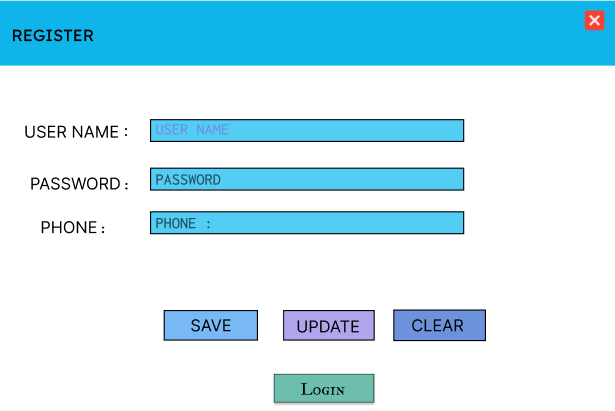 REGISTER
USER NAME : USER NAME
PASSWORD : PASSWORD
PHONE : PHONE :
SAVE UPDATE CLEAR
Login